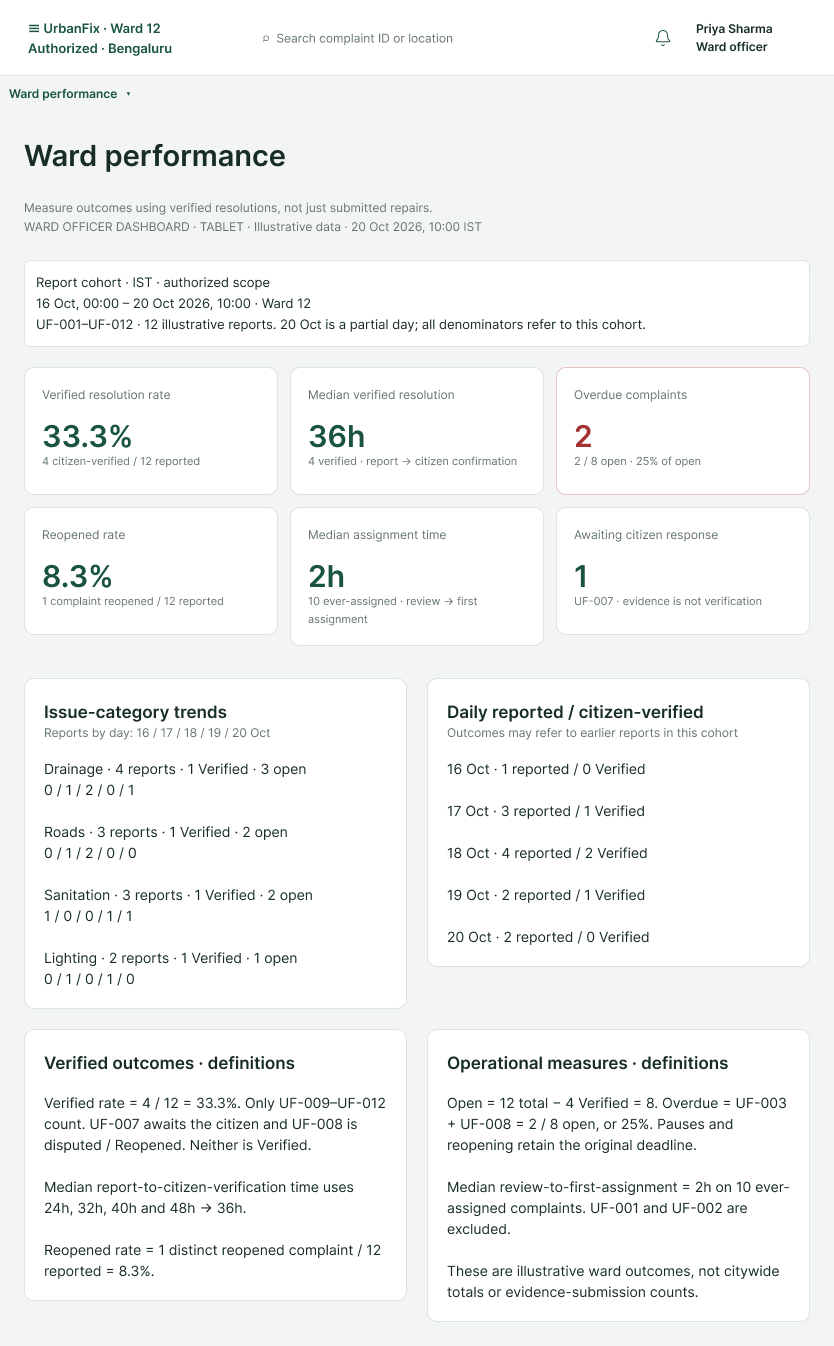 ≡ UrbanFix · Ward 12
Authorized · Bengaluru
⌕ Search complaint ID or location
Priya Sharma
Ward officer
Ward performance ▾
Ward performance
Measure outcomes using verified resolutions, not just submitted repairs.
WARD OFFICER DASHBOARD · TABLET · Illustrative data · 20 Oct 2026, 10:00 IST
Report cohort · IST · authorized scope
16 Oct, 00:00 – 20 Oct 2026, 10:00 · Ward 12
UF-001–UF-012 · 12 illustrative reports. 20 Oct is a partial day; all denominators refer to this cohort.
Verified resolution rate
33.3%
4 citizen-verified / 12 reported
Median verified resolution
36h
4 verified · report → citizen confirmation
Overdue complaints
2
2 / 8 open · 25% of open
Reopened rate
8.3%
1 complaint reopened / 12 reported
Median assignment time
2h
10 ever-assigned · review → first
assignment
Awaiting citizen response
1
UF-007 · evidence is not verification
Issue-category trends
Reports by day: 16 / 17 / 18 / 19 / 20 Oct
Drainage · 4 reports · 1 Verified · 3 open
0 / 1 / 2 / 0 / 1
Roads · 3 reports · 1 Verified · 2 open
0 / 1 / 2 / 0 / 0
Sanitation · 3 reports · 1 Verified · 2 open
1 / 0 / 0 / 1 / 1
Lighting · 2 reports · 1 Verified · 1 open
0 / 1 / 0 / 1 / 0
Daily reported / citizen-verified
Outcomes may refer to earlier reports in this cohort
16 Oct · 1 reported / 0 Verified
17 Oct · 3 reported / 1 Verified
18 Oct · 4 reported / 2 Verified
19 Oct · 2 reported / 1 Verified
20 Oct · 2 reported / 0 Verified
Verified outcomes · definitions
Verified rate = 4 / 12 = 33.3%. Only UF-009–UF-012
count. UF-007 awaits the citizen and UF-008 is
disputed / Reopened. Neither is Verified.
Median report-to-citizen-verification time uses
24h, 32h, 40h and 48h → 36h.
Reopened rate = 1 distinct reopened complaint / 12
reported = 8.3%.
Operational measures · definitions
Open = 12 total − 4 Verified = 8. Overdue = UF-003
+ UF-008 = 2 / 8 open, or 25%. Pauses and
reopening retain the original deadline.
Median review-to-first-assignment = 2h on 10 ever-
assigned complaints. UF-001 and UF-002 are
excluded.
These are illustrative ward outcomes, not citywide
totals or evidence-submission counts.